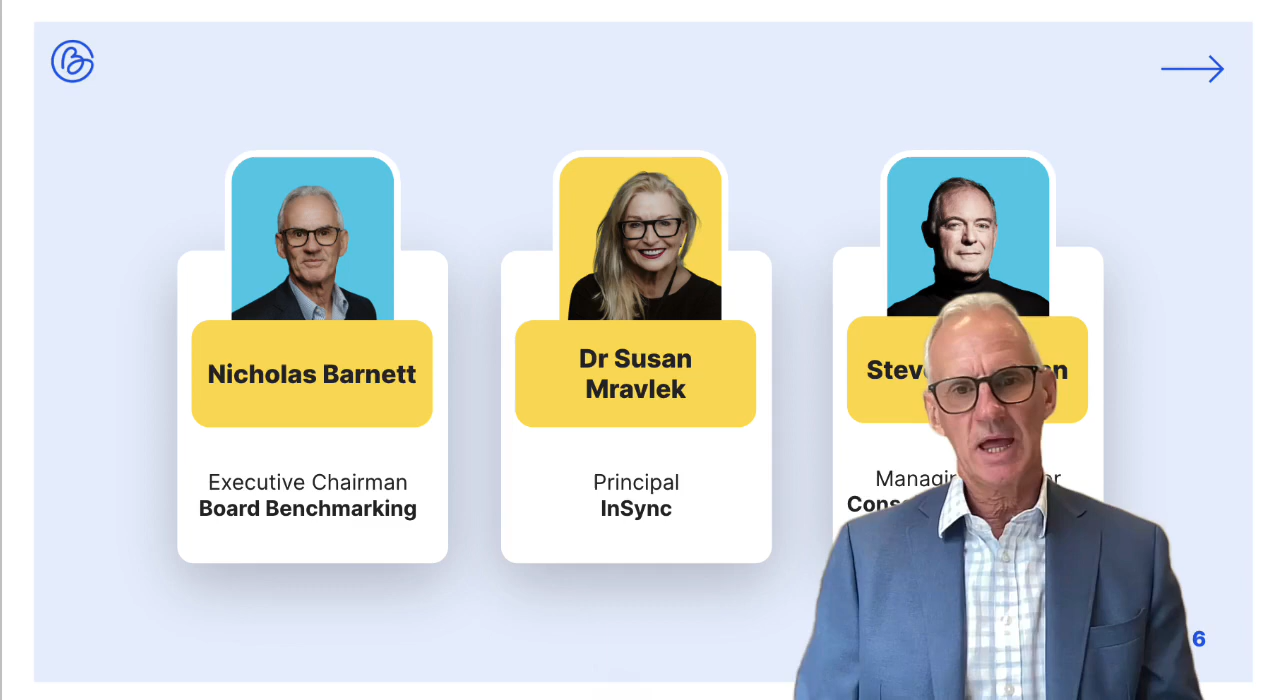 Nicholas Barnett
Executive Chairman
Board Benchmarking
Dr Susan
Mravlek
Principal
InSync
6